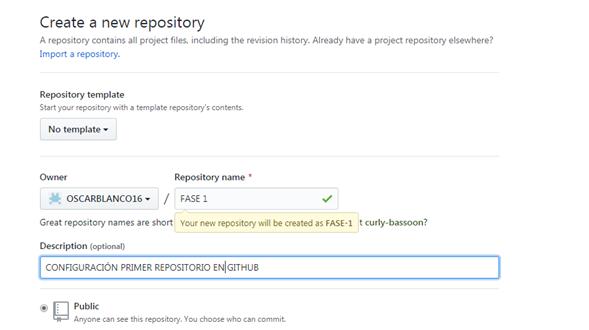 Create a new repository
A repository contains all project files, including the revision history. Already have a project repository elsewhere?
Import a repository.
Repository template
Start your repository with a template repository's contents.
No template
Owner
Repository name *
OSCARBLANCO16 / FASE 1
Great repository names are short
Your new repository will be created as FASE-1
t curly-bassoon?
Description (optional)
CONFIGURACIÓN PRIMER REPOSITORIO EN GITHUB
Public
Anyone can see this repository. You choose who can commit.